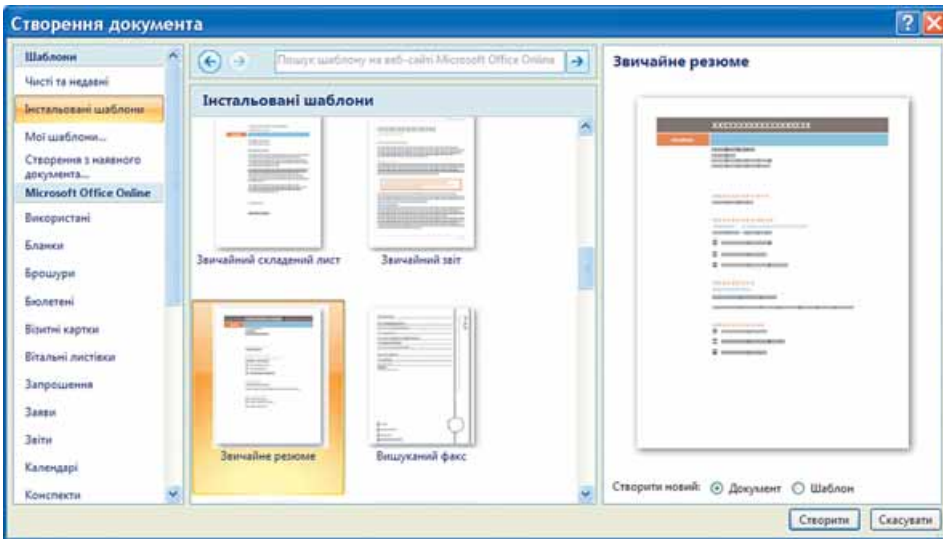 Створення документа
Шаблони
Чисті та недавні
Інстальовані шаблони
Мої шаблони...
Створення з наявного
документа...
Microsoft Office Online
Використані
Бланки
Брошури
Бюлетені
Візитні картки
Вітальні листівки
Запрошення
Заяви
Звіти
Календарі
Конспекти
Пошук шаблону на веб-сайті Microsoft Office Online
Інстальовані шаблони
Звичайний складений лист
Звичайний звіт
Звичайне резюме
Вишуканий факс
Звичайне резюме
Створити новий: Документ Шаблон
Створити Скасувати